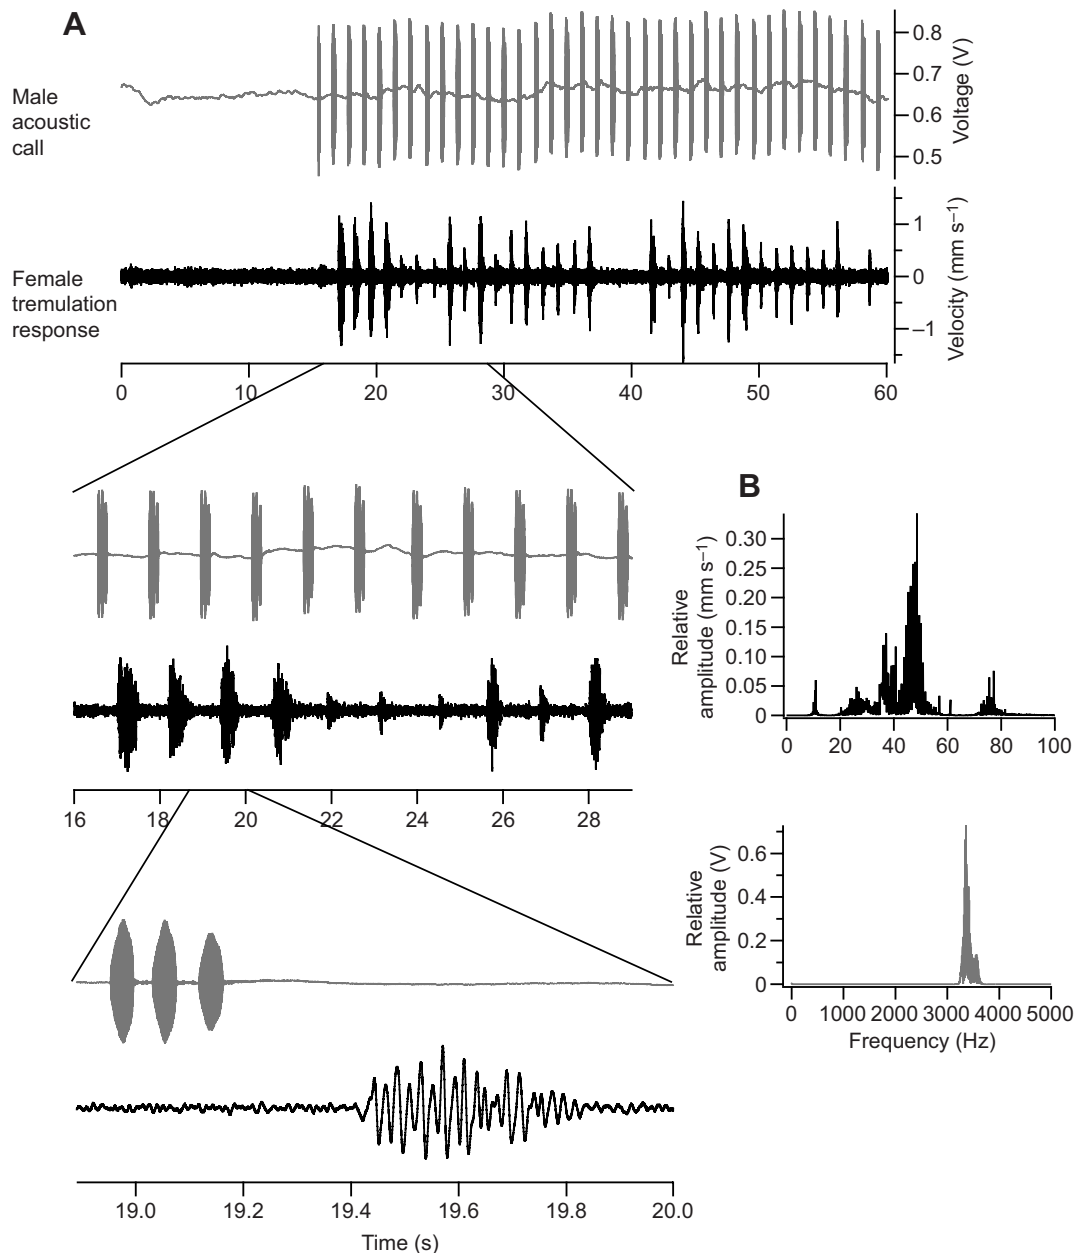 A
Male
acoustic
call
0.8
0.7
0.6
0.5
Voltage (V)
Female
tremulation
response
1
0
–1
Velocity (mm s–1)
0 10 20 30 40 50 60
16 18 20 22 24 26 28
19.0 19.2 19.4 19.6 19.8 20.0
Time (s)
B
Relative
amplitude (mm s–1)
0.30
0.25
0.20
0.15
0.10
0.05
0
0 20 40 60 80 100
Relative
amplitude (V)
0.6
0.4
0.2
0
0 1000 2000 3000 4000 5000
Frequency (Hz)